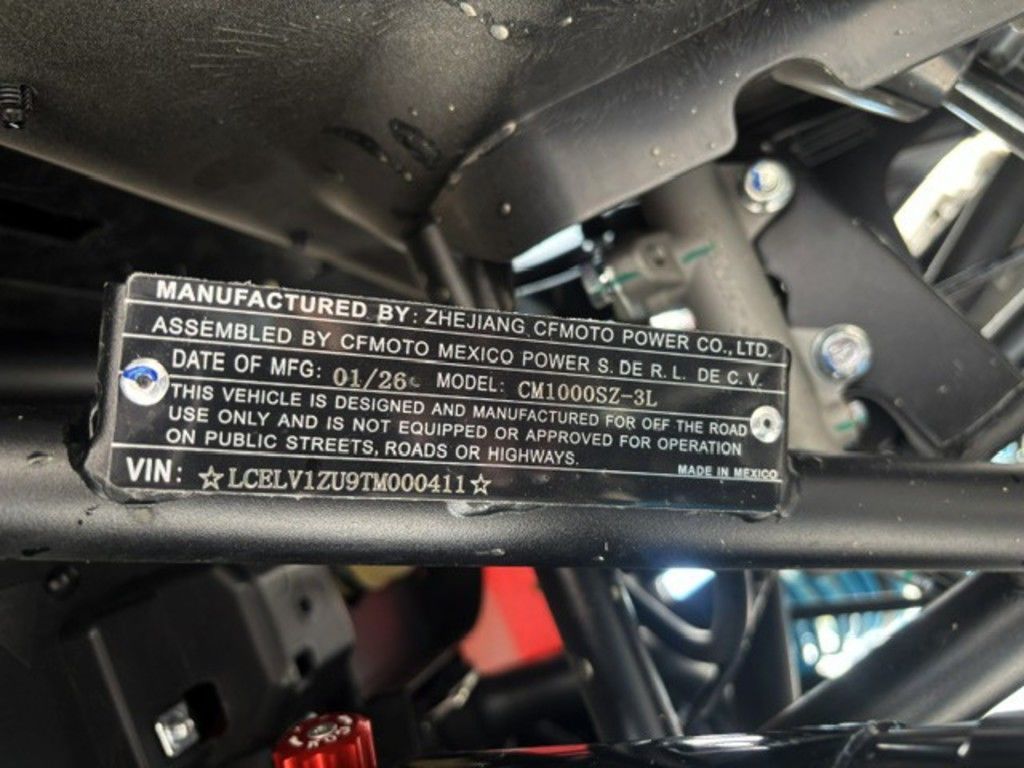 MANUFACTURED BY: ZHEJIANG CFMOTO POWER CO., LTD.
ASSEMBLED BY CFMOTO MEXICO POWER S. DE R. L. DE C. V.
DATE OF MFG: 01/26 MODEL: CM1000SZ-3L
THIS VEHICLE IS DESIGNED AND MANUFACTURED FOR OFF THE ROAD
USE ONLY AND IS NOT EQUIPPED OR APPROVED FOR OPERATION
ON PUBLIC STREETS, ROADS OR HIGHWAYS.
MADE IN MEXICO
VIN: ☆LCELV1ZU9TM000411☆